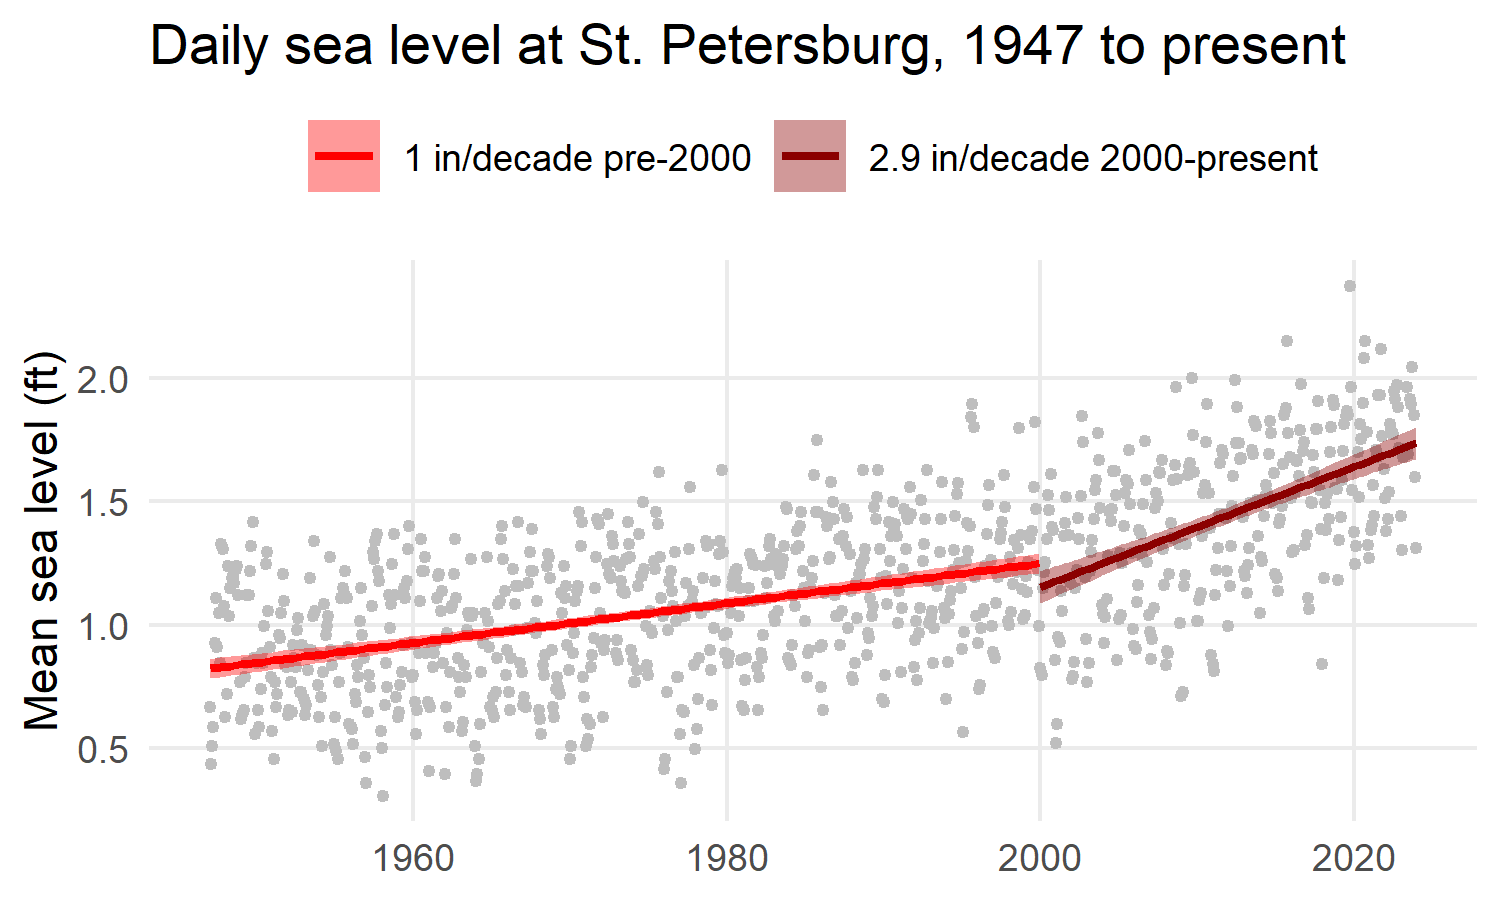 Daily sea level at St. Petersburg, 1947 to present
1 in/decade pre-2000
2.9 in/decade 2000-present
Mean sea level (ft)
2.0
1.5
1.0
0.5
1960
1980
2000
2020